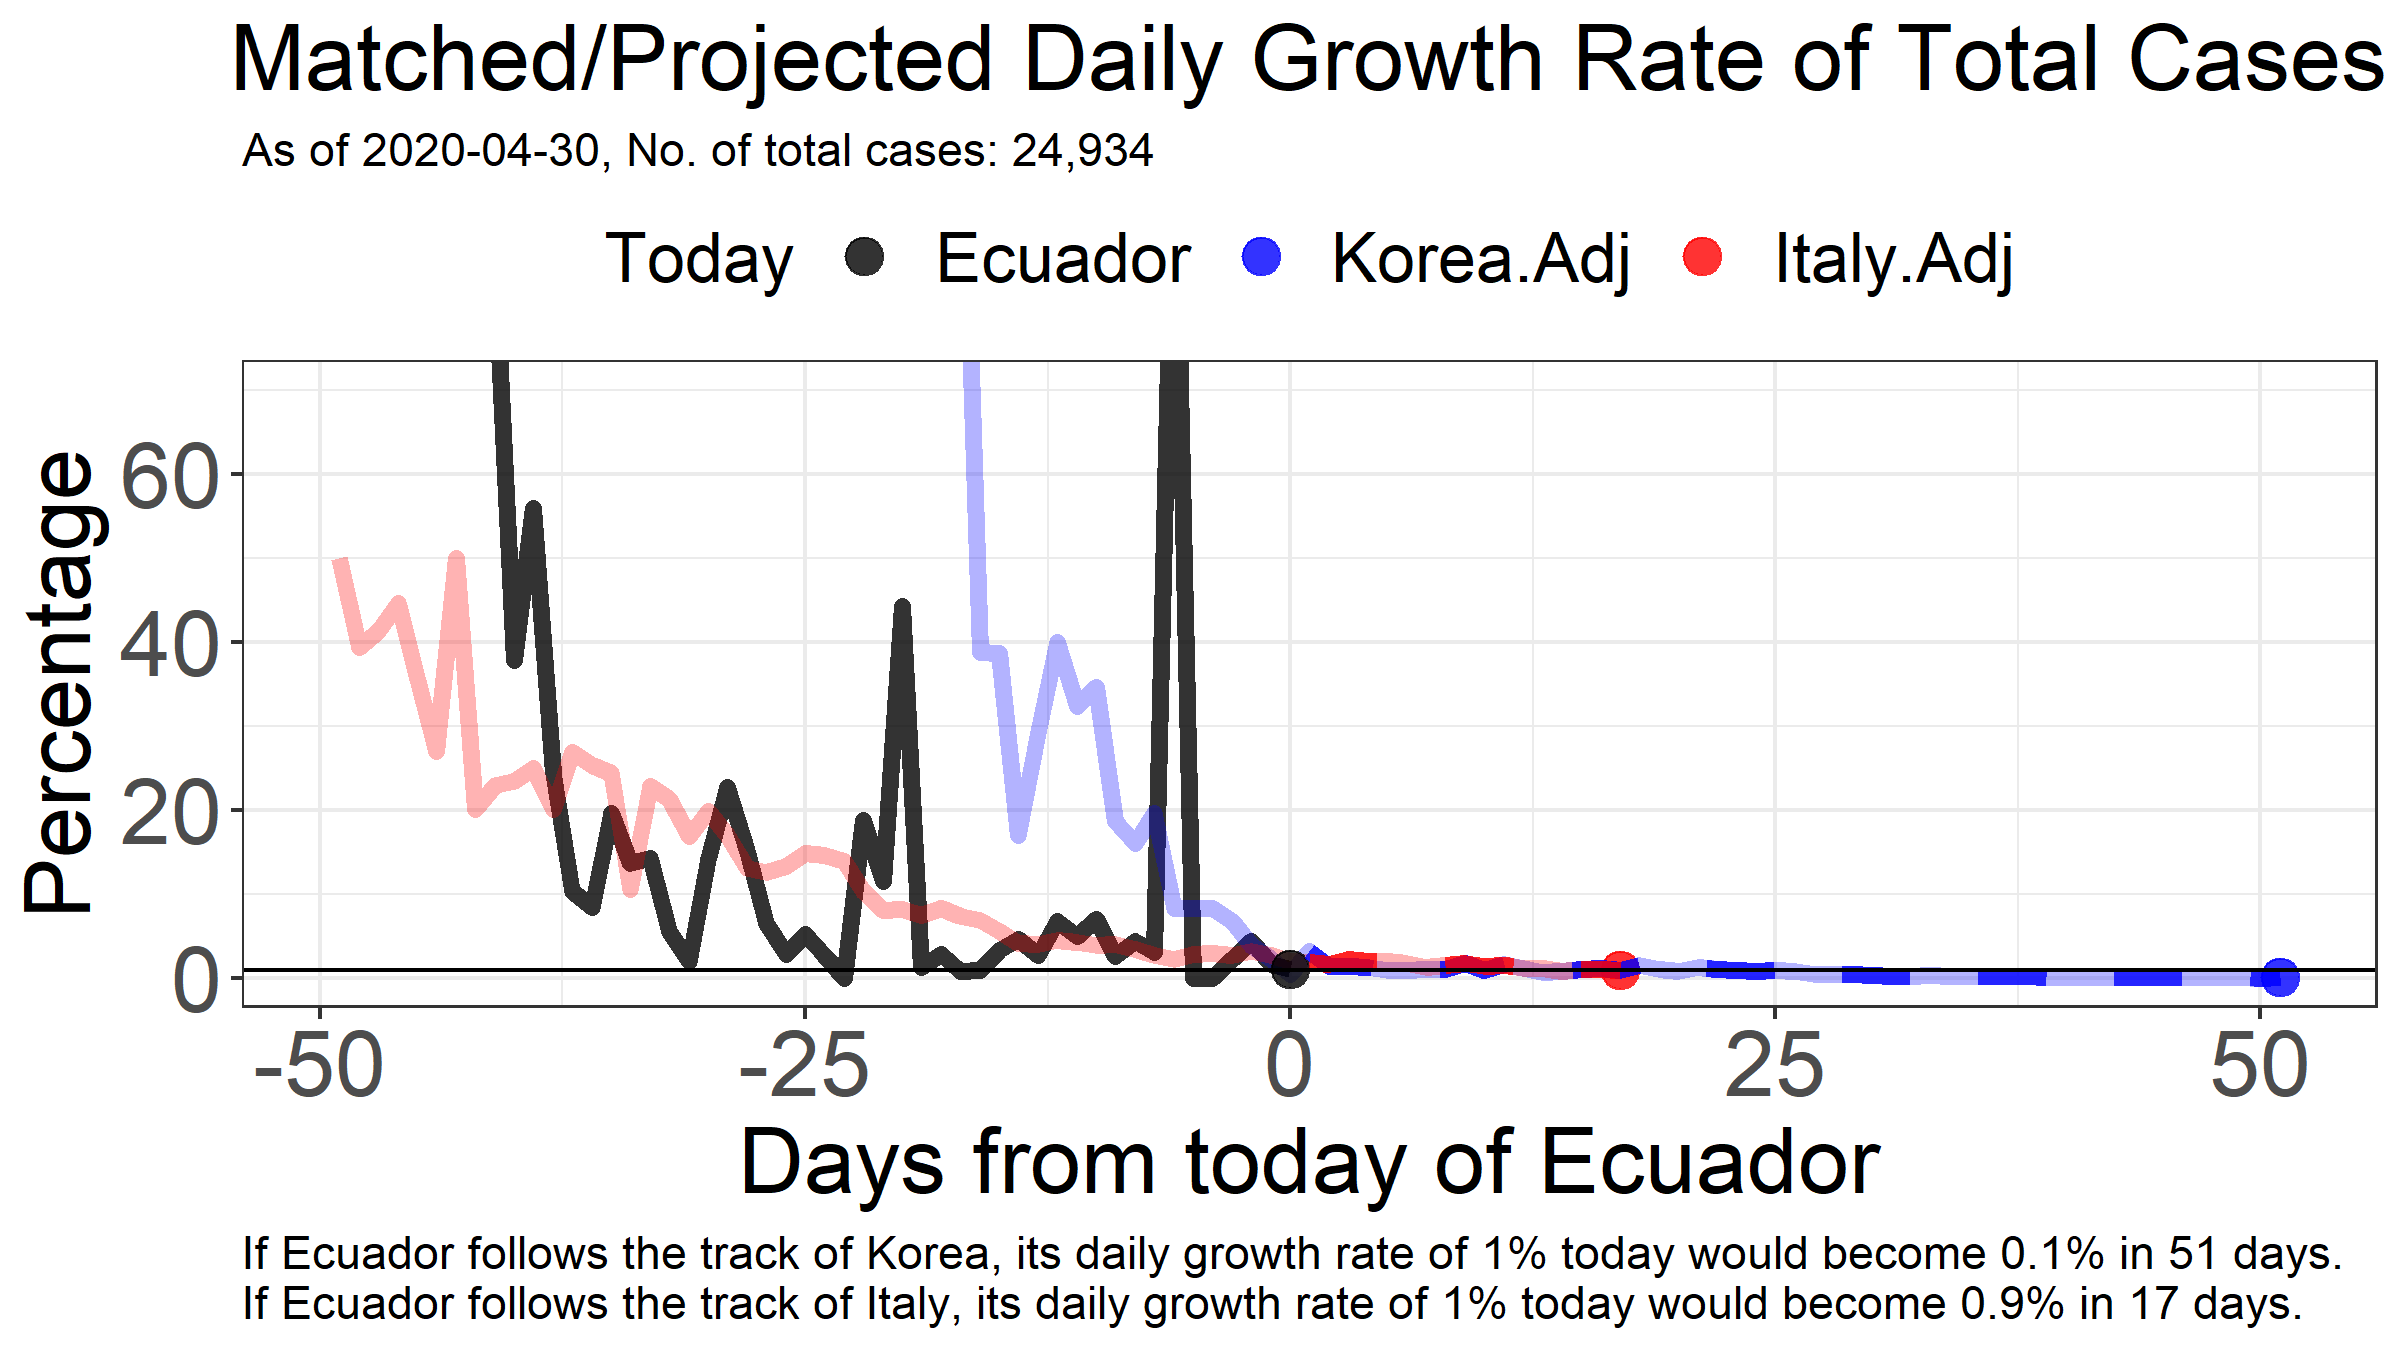 Matched/Projected Daily Growth Rate of Total Cases
As of 2020-04-30, No. of total cases: 24,934
Today Ecuador Korea.Adj Italy.Adj
Percentage
60
40
20
0
-50 -25 0 25 50
Days from today of Ecuador
If Ecuador follows the track of Korea, its daily growth rate of 1% today would become 0.1% in 51 days.
If Ecuador follows the track of Italy, its daily growth rate of 1% today would become 0.9% in 17 days.